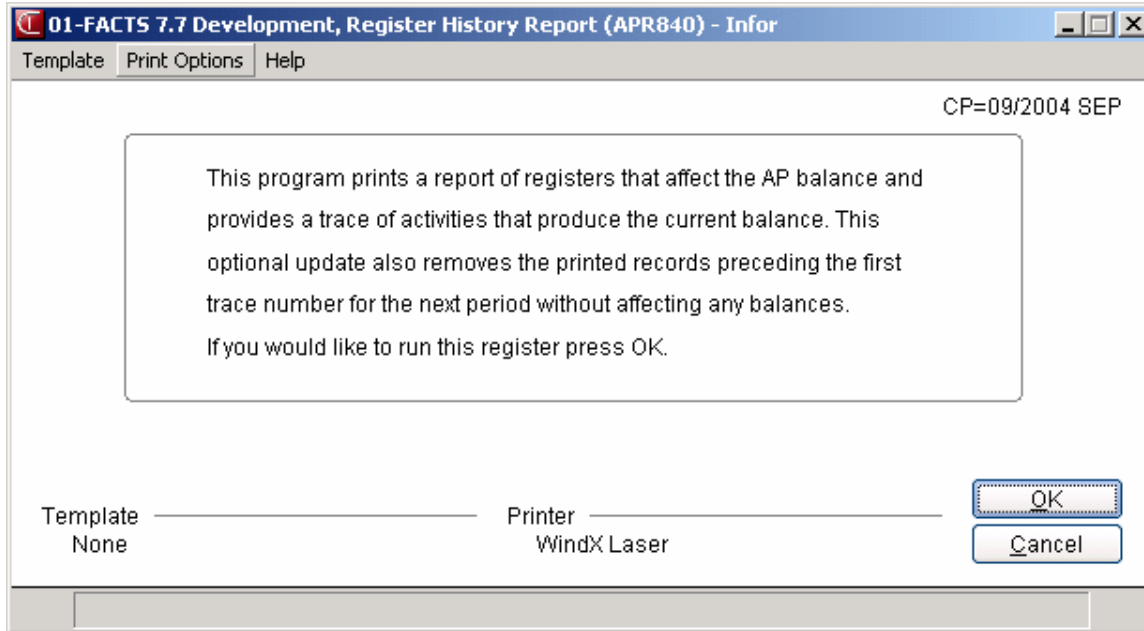 01-FACTS 7.7 Development, Register History Report (APR840) - Infor
Template Print Options Help
CP=09/2004 SEP
This program prints a report of registers that affect the AP balance and
provides a trace of activities that produce the current balance. This
optional update also removes the printed records preceding the first
trace number for the next period without affecting any balances.
If you would like to run this register press OK.
Template Printer OK
None WindX Laser Cancel